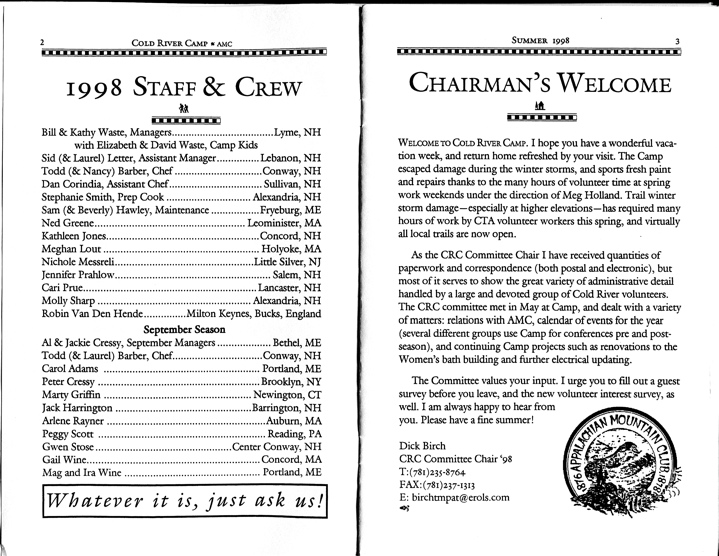 2
COLD RIVER CAMP ▪ AMC
1998 STAFF & CREW
Bill & Kathy Waste, Managers..................................Lyme, NH
with Elizabeth & David Waste, Camp Kids
Sid (& Laurel) Letter, Assistant Manager..............Lebanon, NH
Todd (& Nancy) Barber, Chef .............................Conway, NH
Dan Corindia, Assistant Chef............................... Sullivan, NH
Stephanie Smith, Prep Cook ............................ Alexandria, NH
Sam (& Beverly) Hawley, Maintenance ................Fryeburg, ME
Ned Greene...................................................Leominister, MA
Kathleen Jones....................................................Concord, NH
Meghan Lout .....................................................Holyoke, MA
Nichole Messreli................................................Little Silver, NJ
Jennifer Prahlow..................................................... Salem, NH
Cari Prue..........................................................Lancaster, NH
Molly Sharp .................................................... Alexandria, NH
Robin Van Den Hende..............Milton Keynes, Bucks, England
September Season
Al & Jackie Cressy, September Managers ................... Bethel, ME
Todd (& Laurel) Barber, Chef..............................Conway, NH
Carol Adams .....................................................Portland, ME
Peter Cressy .......................................................Brooklyn, NY
Marty Griffin ...................................................Newington, CT
Jack Harrington ..............................................Barrington, NH
Arlene Rayner ......................................................Auburn, MA
Peggy Scott .........................................................Reading, PA
Gwen Stose..............................................Center Conway, NH
Gail Wine..........................................................Concord, MA
Mag and Ira Wine .............................................. Portland, ME
Whatever it is, just ask us!
SUMMER 1998
3
CHAIRMAN'S WELCOME
WELCOME TO COLD RIVER CAMP. I hope you have a wonderful vaca-
tion week, and return home refreshed by your visit. The Camp
escaped damage during the winter storms, and sports fresh paint
and repairs thanks to the many hours of volunteer time at spring
work weekends under the direction of Meg Holland. Trail winter
storm damage—especially at higher elevations—has required many
hours of work by CTA volunteer workers this spring, and virtually
all local trails are now open.
As the CRC Committee Chair I have received quantities of
paperwork and correspondence (both postal and electronic), but
most of it serves to show the great variety of administrative detail
handled by a large and devoted group of Cold River volunteers.
The CRC committee met in May at Camp, and dealt with a variety
of matters: relations with AMC, calendar of events for the year
(several different groups use Camp for conferences pre and post-
season), and continuing Camp projects such as renovations to the
Women's bath building and further electrical updating.
The Committee values your input. I urge you to fill out a guest
survey before you leave, and the new volunteer interest survey, as
well. I am always happy to hear from
you. Please have a fine summer!
Dick Birch
CRC Committee Chair '98
T:(781)235-8764
FAX:(781)237-1313
E: birchtmpat@erols.com
1876 APPALACHIAN MOUNTAIN CLUB 1878